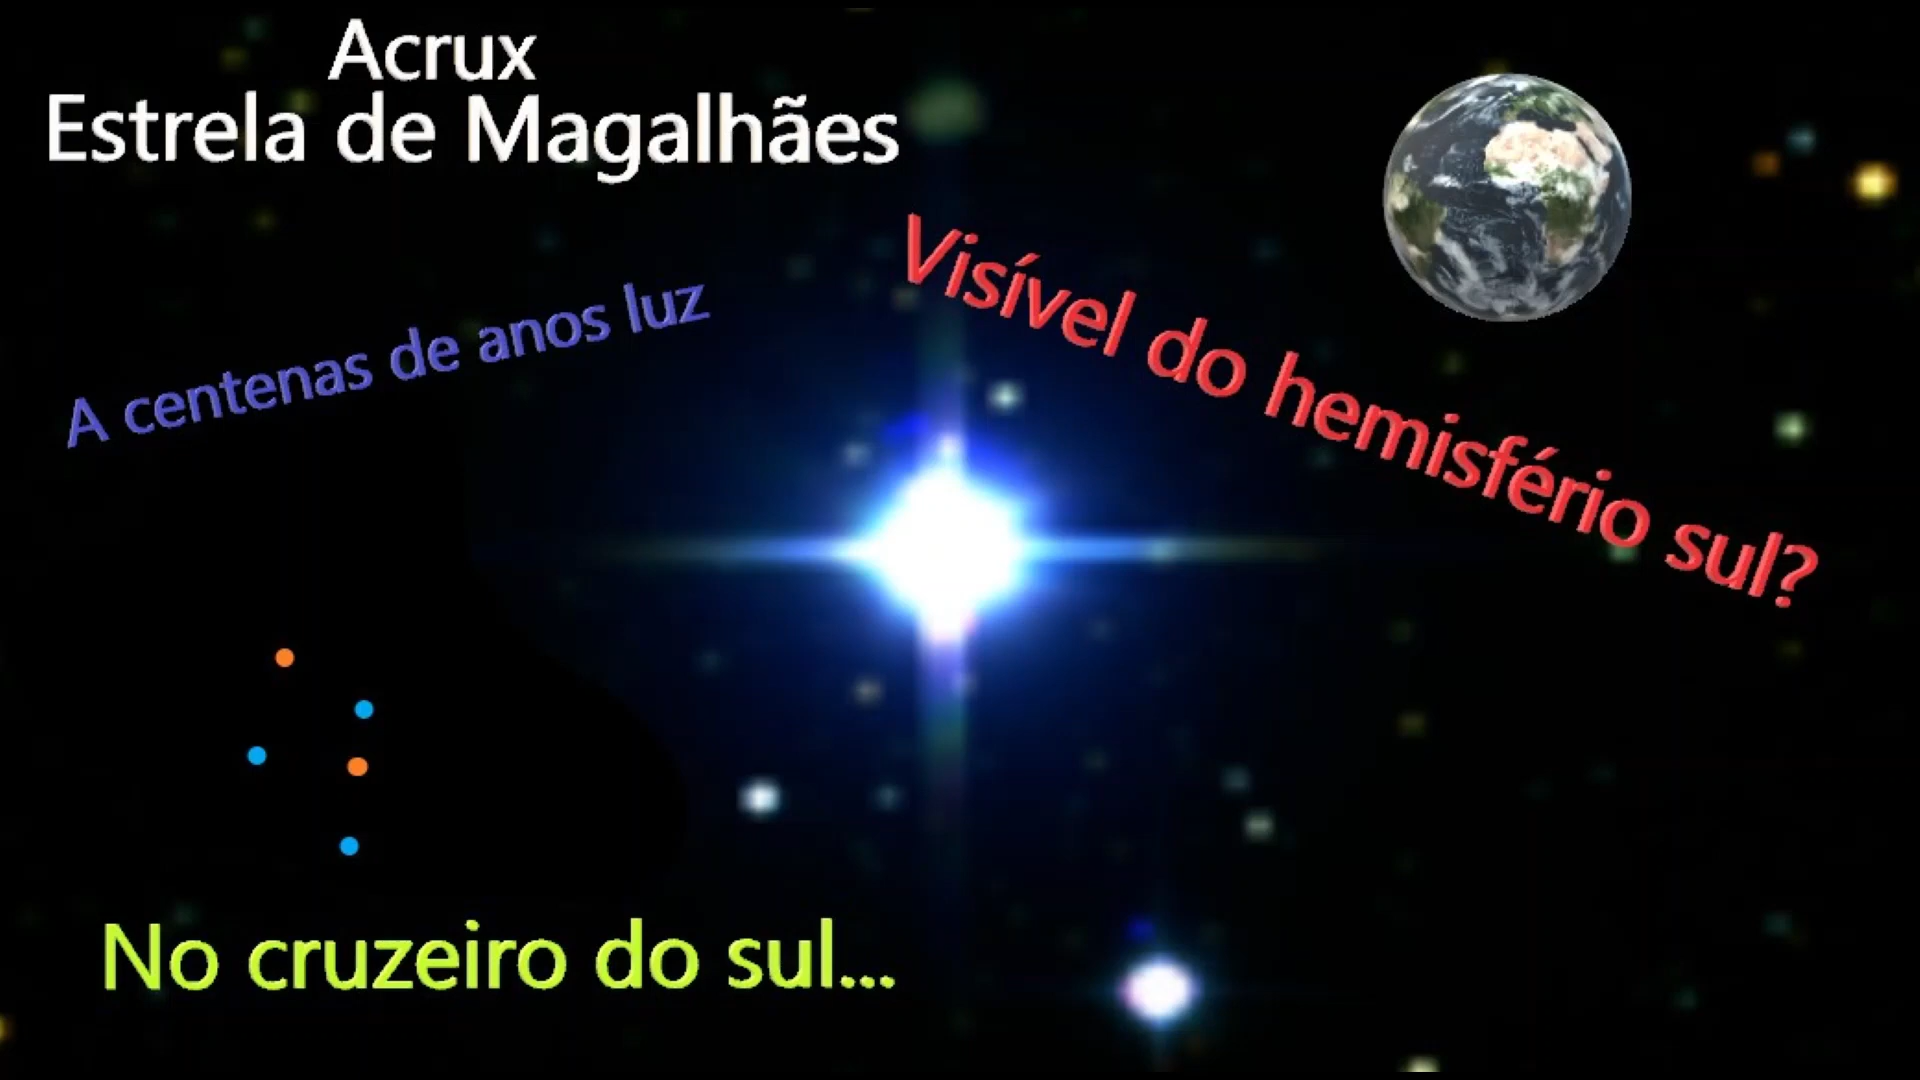 Acrux
Estrela de Magalhães
A centenas de anos luz
Visível do hemisfério sul?
No cruzeiro do sul...